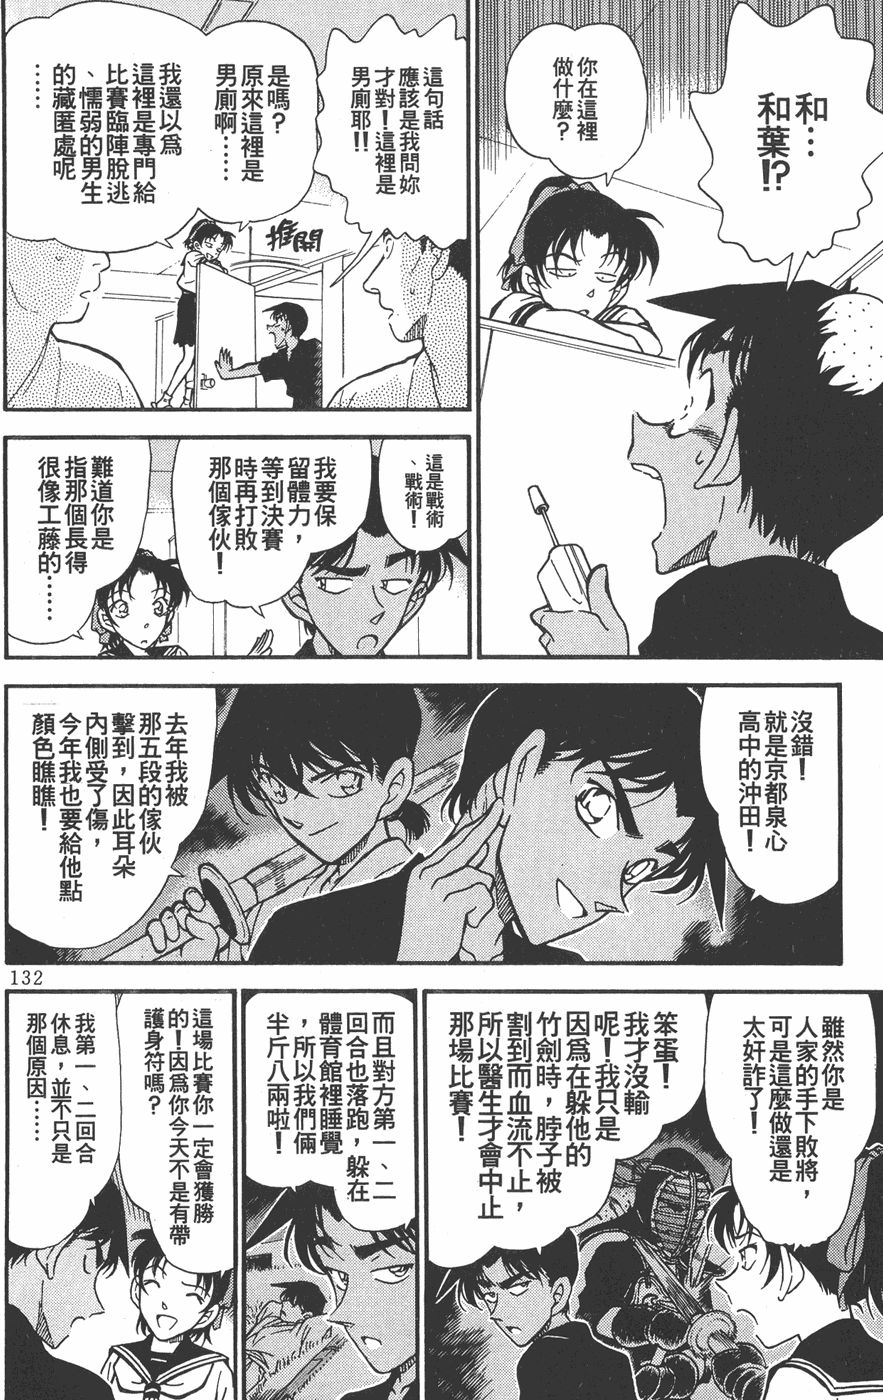 和…
和葉!?
你在這裡
做什麼？
這句話
應該是我問妳
才對！這裡是
男廁耶!!
是嗎？
原來這裡是
男廁啊……
我還以為
這裡是專門給
比賽臨陣脫逃
、懦弱的男生
的藏匿處呢
……
推開
這是戰術
、戰術！
我要保
留體力，
等到決賽
時再打敗
那個傢伙！
難道你是
指那個長得
很像工藤的……
沒錯！
就是京都泉心
高中的沖田！
去年我被
那五段的傢伙
擊到，因此耳朵
內側受了傷，
今年我也要給他點
顏色瞧瞧！
132
雖然你是
人家的手下敗將，
可是這麼做還是
太奸詐了！
笨蛋！
我才沒輸
呢！我只是
因為在躲他的
竹劍時，脖子被
割到而血流不止，
所以醫生才會中止
那場比賽！
而且對方第一、二
回合也落跑，躲在
體育館裡睡覺
，所以我們倆
半斤八兩啦！
這場比賽你一定會獲勝
的！因為你今天不是有帶
護身符嗎？
我第一、二回合
休息，並不只是
那個原因……